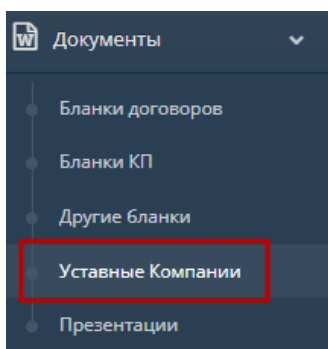 Документы
Бланки договоров
Бланки КП
Другие бланки
Уставные Компании
Презентации